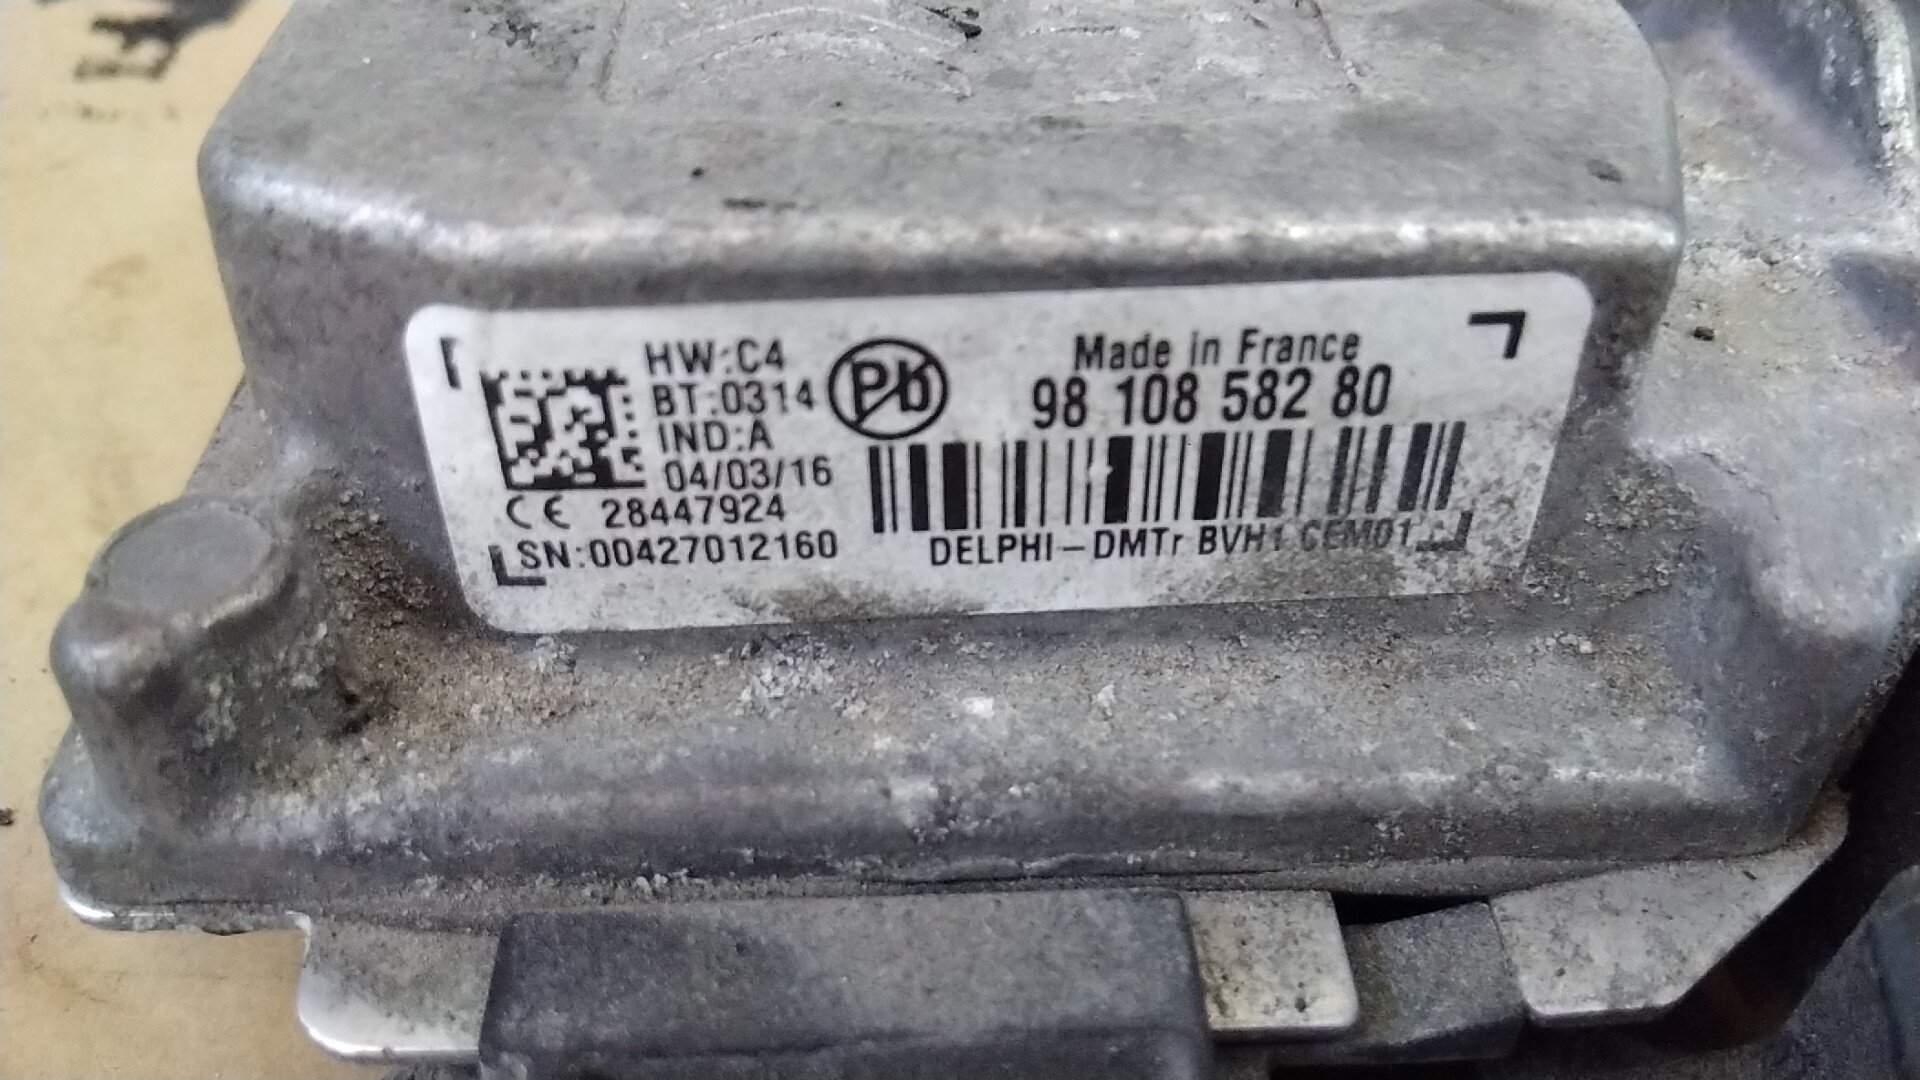 HW:C4
BT:0314
IND:A
04/03/16
CE 28447924
SN:00427012160
Pb
Made in France
98 108 582 80
DELPHI-DMTr BVH1 CEM01